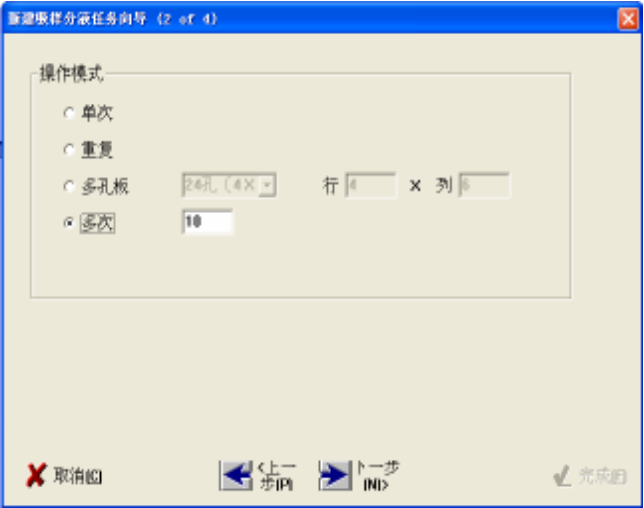 新建吸样分液任务向导 (2 of 4)
操作模式
单次
重复
多孔板 24孔 (4X 行 4 X 列 6
多次 10
取消(C) <上一步(P) 下一步(N)> 完成(F)